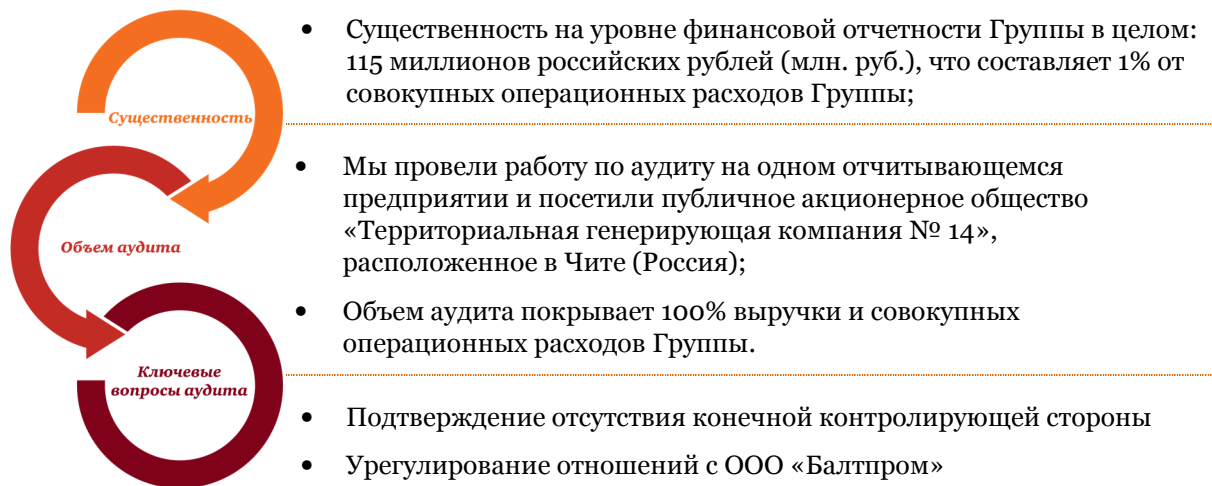 Существенность
• Существенность на уровне финансовой отчетности Группы в целом:
115 миллионов российских рублей (млн. руб.), что составляет 1% от
совокупных операционных расходов Группы;
Объем аудита
• Мы провели работу по аудиту на одном отчитывающемся
предприятии и посетили публичное акционерное общество
«Территориальная генерирующая компания № 14»,
расположенное в Чите (Россия);
• Объем аудита покрывает 100% выручки и совокупных
операционных расходов Группы.
Ключевые
вопросы аудита
• Подтверждение отсутствия конечной контролирующей стороны
• Урегулирование отношений с ООО «Балтпром»